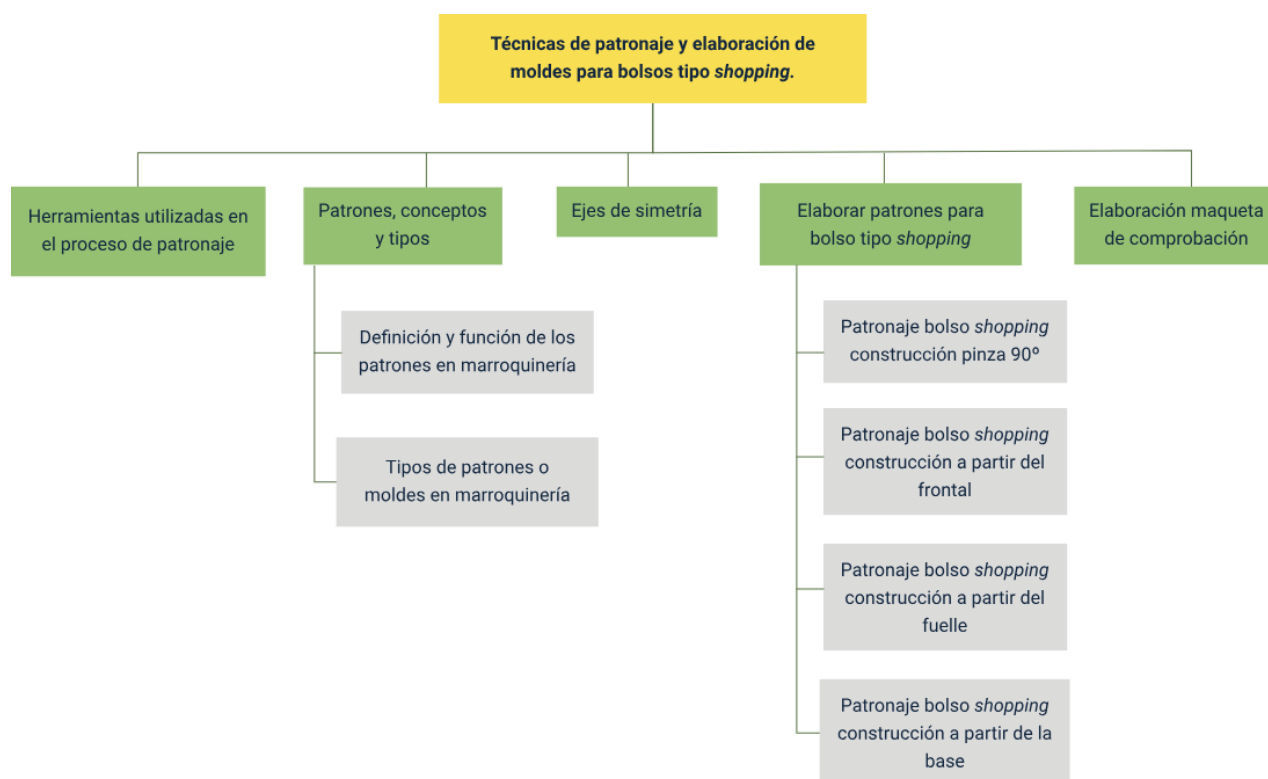 Técnicas de patronaje y elaboración de
moldes para bolsos tipo shopping.
Herramientas utilizadas en
el proceso de patronaje
Patrones, conceptos
y tipos
Ejes de simetría
Elaborar patrones para
bolso tipo shopping
Elaboración maqueta
de comprobación
Definición y función de los
patrones en marroquinería
Tipos de patrones o
moldes en marroquinería
Patronaje bolso shopping
construcción pinza 90º
Patronaje bolso shopping
construcción a partir del
frontal
Patronaje bolso shopping
construcción a partir del
fuelle
Patronaje bolso shopping
construcción a partir de la
base